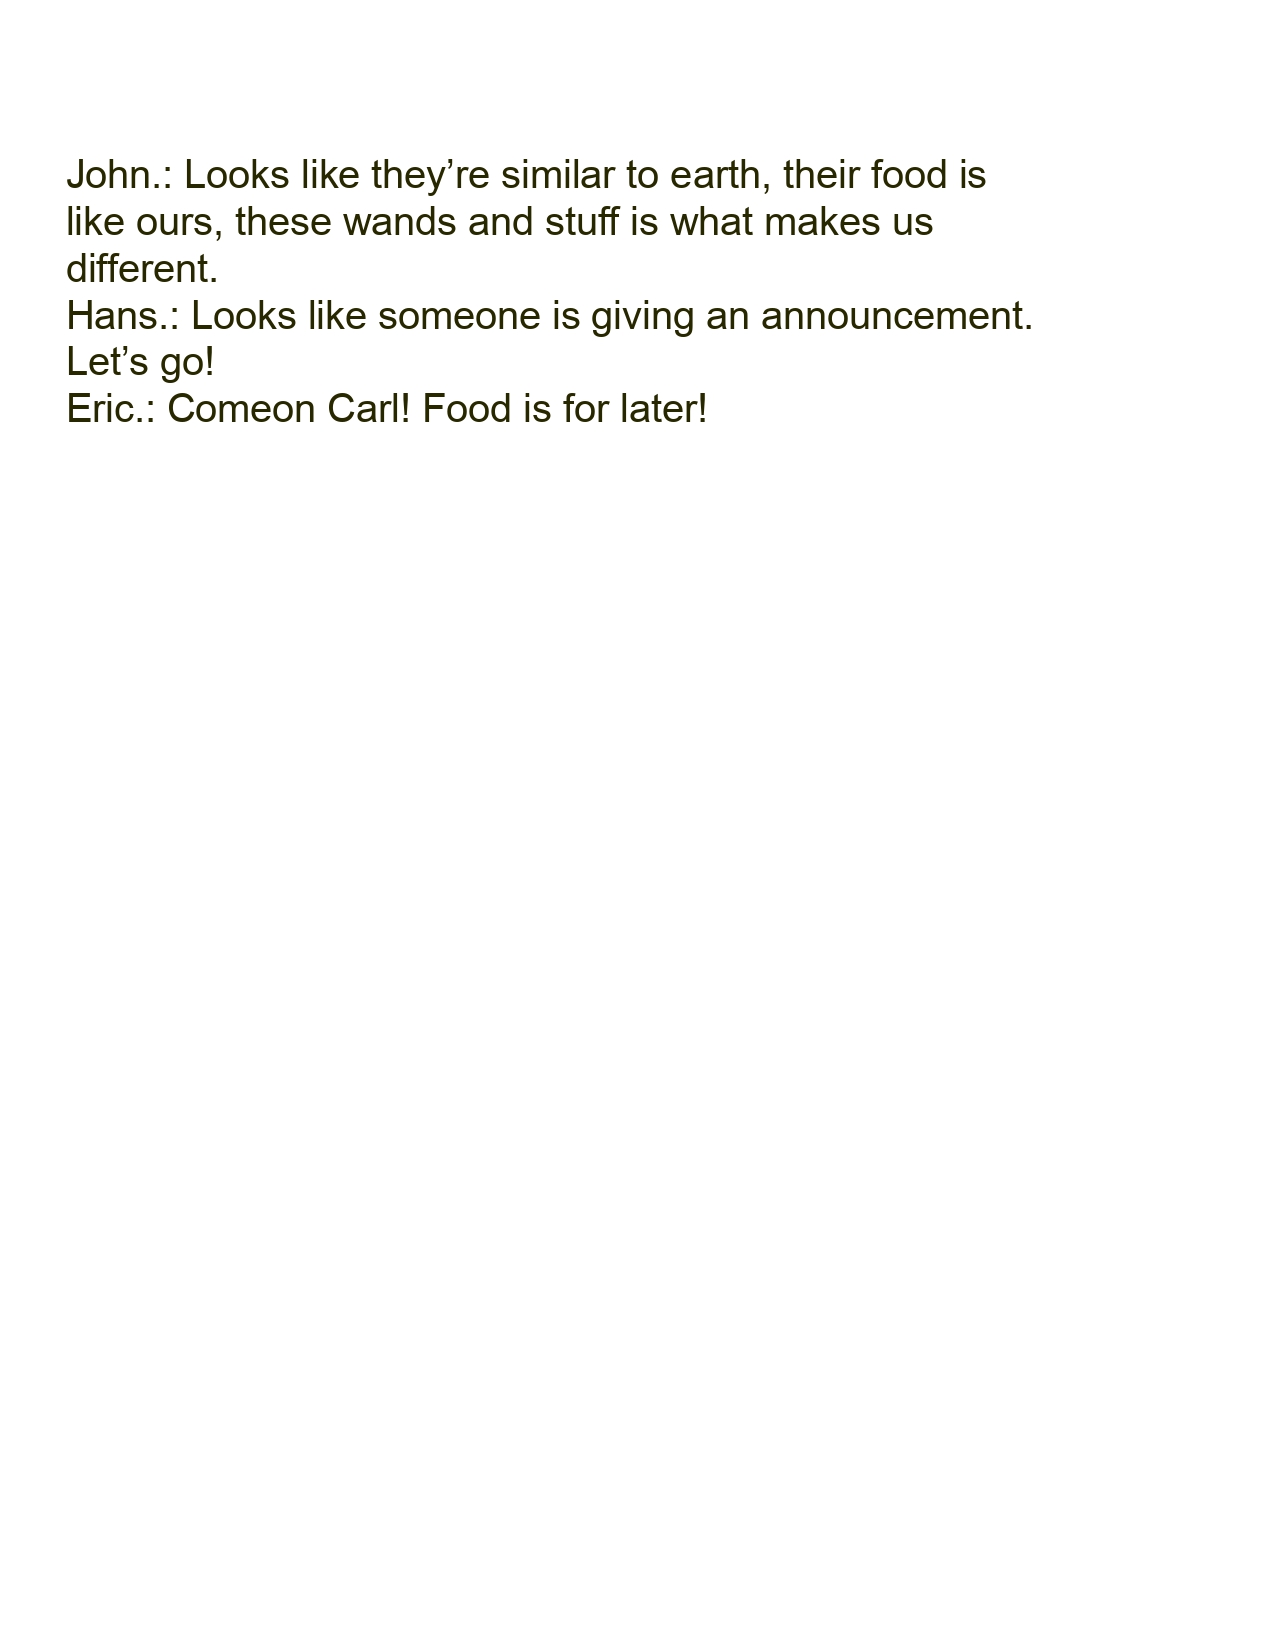 John.: Looks like they’re similar to earth, their food is
like ours, these wands and stuff is what makes us
different.
Hans.: Looks like someone is giving an announcement.
Let’s go!
Eric.: Comeon Carl! Food is for later!